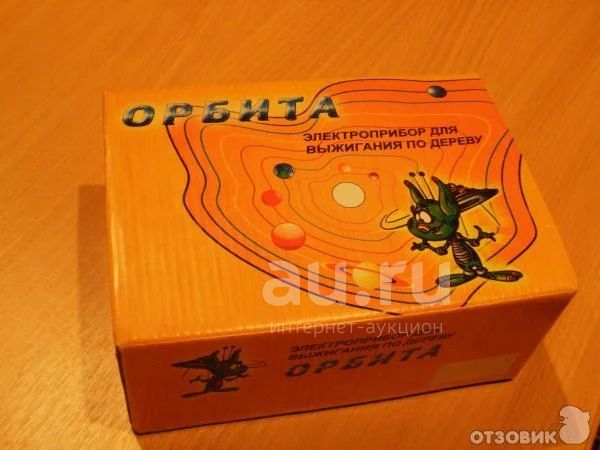 ОРБИТА
ЭЛЕКТРОПРИБОР ДЛЯ
ВЫЖИГАНИЯ ПО ДЕРЕВУ
au.ru
интернет-аукцион
ЭЛЕКТРОПРИБОР ДЛЯ
ВЫЖИГАНИЯ ПО ДЕРЕВУ
ОРБИТА
ОТЗОВИК